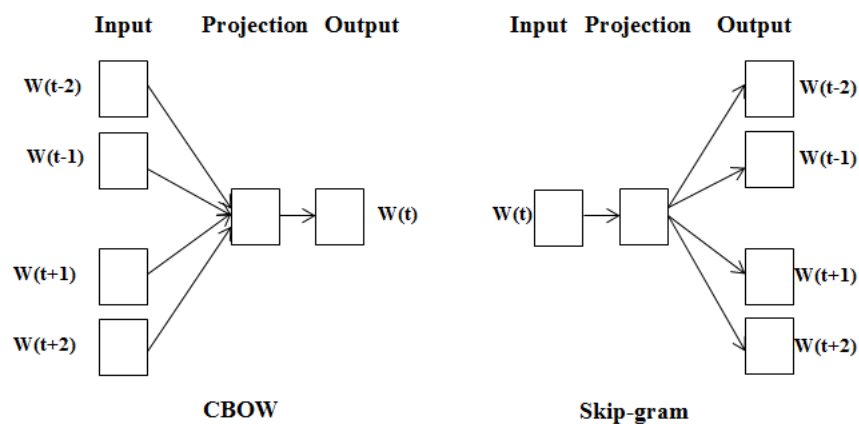 Input Projection Output
W(t-2)
W(t-1)
W(t)
W(t+1)
W(t+2)
CBOW
Input Projection Output
W(t-2)
W(t-1)
W(t)
W(t+1)
W(t+2)
Skip-gram